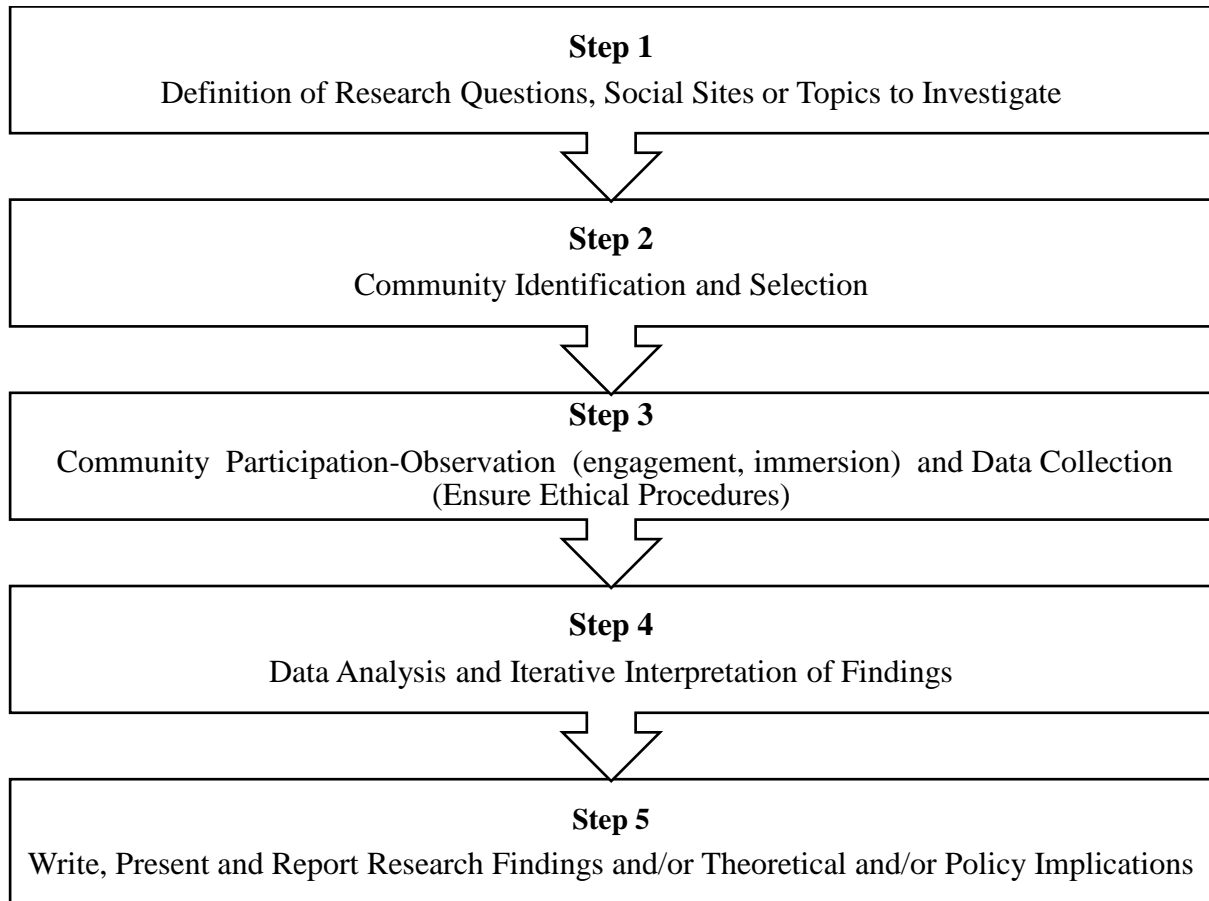 Step 1
Definition of Research Questions, Social Sites or Topics to Investigate
Step 2
Community Identification and Selection
Step 3
Community Participation-Observation (engagement, immersion) and Data Collection
(Ensure Ethical Procedures)
Step 4
Data Analysis and Iterative Interpretation of Findings
Step 5
Write, Present and Report Research Findings and/or Theoretical and/or Policy Implications